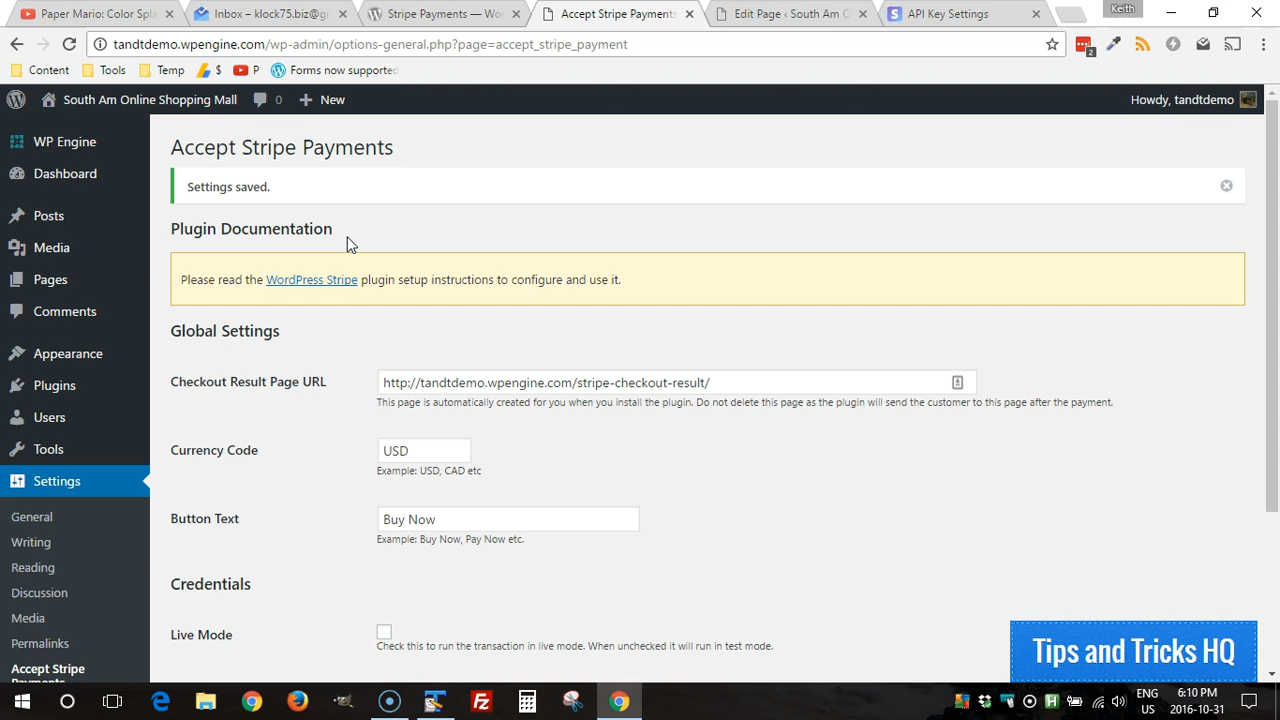 Paper Mario: Color Spla
Inbox – klock75.biz@gr
Stripe Payments — Wo
Accept Stripe Payments
Edit Page ‹ South Am O
API Key Settings
Keith
tandtdemo.wpengine.com/wp-admin/options-general.php?page=accept_stripe_payment
2
Content
Tools
Temp
$
P
Forms now supported
South Am Online Shopping Mall
0
New
Howdy, tandtdemo
WP Engine
Dashboard
Posts
Media
Pages
Comments
Appearance
Plugins
Users
Tools
Settings
General
Writing
Reading
Discussion
Media
Permalinks
Accept Stripe
Payments
Accept Stripe Payments
Settings saved.
Plugin Documentation
Please read the WordPress Stripe plugin setup instructions to configure and use it.
Global Settings
Checkout Result Page URL
http://tandtdemo.wpengine.com/stripe-checkout-result/
This page is automatically created for you when you install the plugin. Do not delete this page as the plugin will send the customer to this page after the payment.
Currency Code
USD
Example: USD, CAD etc
Button Text
Buy Now
Example: Buy Now, Pay Now etc.
Credentials
Live Mode
Check this to run the transaction in live mode. When unchecked it will run in test mode.
Tips and Tricks HQ
ENG
US
6:10 PM
2016-10-31